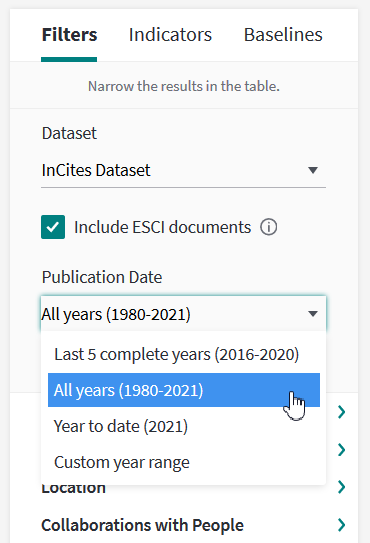 Filters Indicators Baselines
Narrow the results in the table.
Dataset
InCites Dataset
Include ESCI documents
Publication Date
All years (1980-2021)
Last 5 complete years (2016-2020)
All years (1980-2021)
Year to date (2021)
Custom year range
Location
Collaborations with People